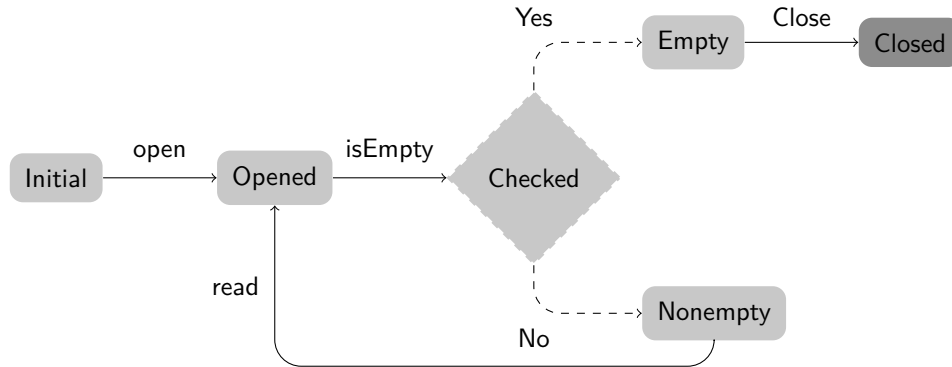 Yes
Empty
Close
Closed
Initial
open
Opened
isEmpty
Checked
read
No
Nonempty